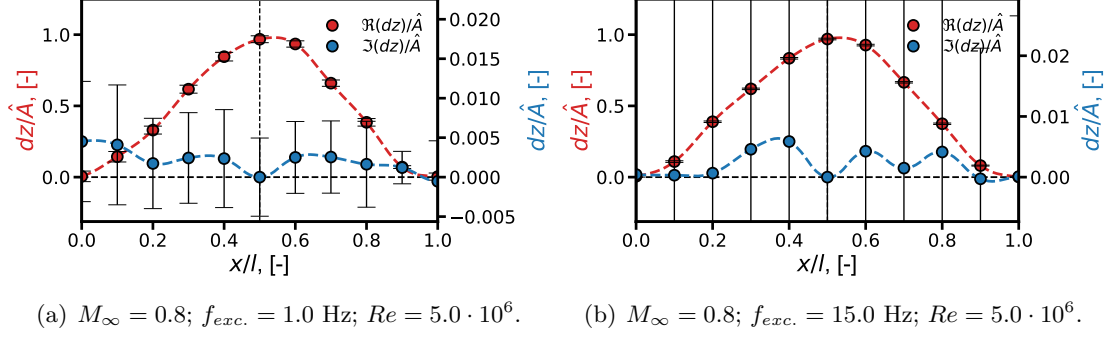 1.0
0.5
0.0
dz/Â, [-]
0.0 0.2 0.4 0.6 0.8 1.0
x/l, [-]
ℜ(dz)/Â
ℑ(dz)/Â
0.020
0.015
0.010
0.005
0.000
−0.005
dz/Â, [-]
1.0
0.5
0.0
dz/Â, [-]
0.0 0.2 0.4 0.6 0.8 1.0
x/l, [-]
ℜ(dz)/Â
ℑ(dz)/Â
0.02
0.01
0.00
dz/Â, [-]
(a) M∞ = 0.8; fexc. = 1.0 Hz; Re = 5.0 · 10⁶.
(b) M∞ = 0.8; fexc. = 15.0 Hz; Re = 5.0 · 10⁶.